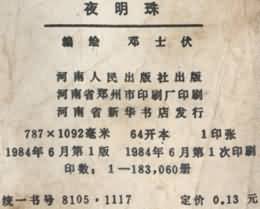 夜明珠
编绘 邓士伏
河南人民出版社出版
河南省郑州市印刷厂印刷
河南省新华书店发行
787×1092毫米 64开本 1印张
1984年6月第1版 1984年6月第1次印刷
印数：1—183,060册
统一书号 8105·1117 定价 0.13 元